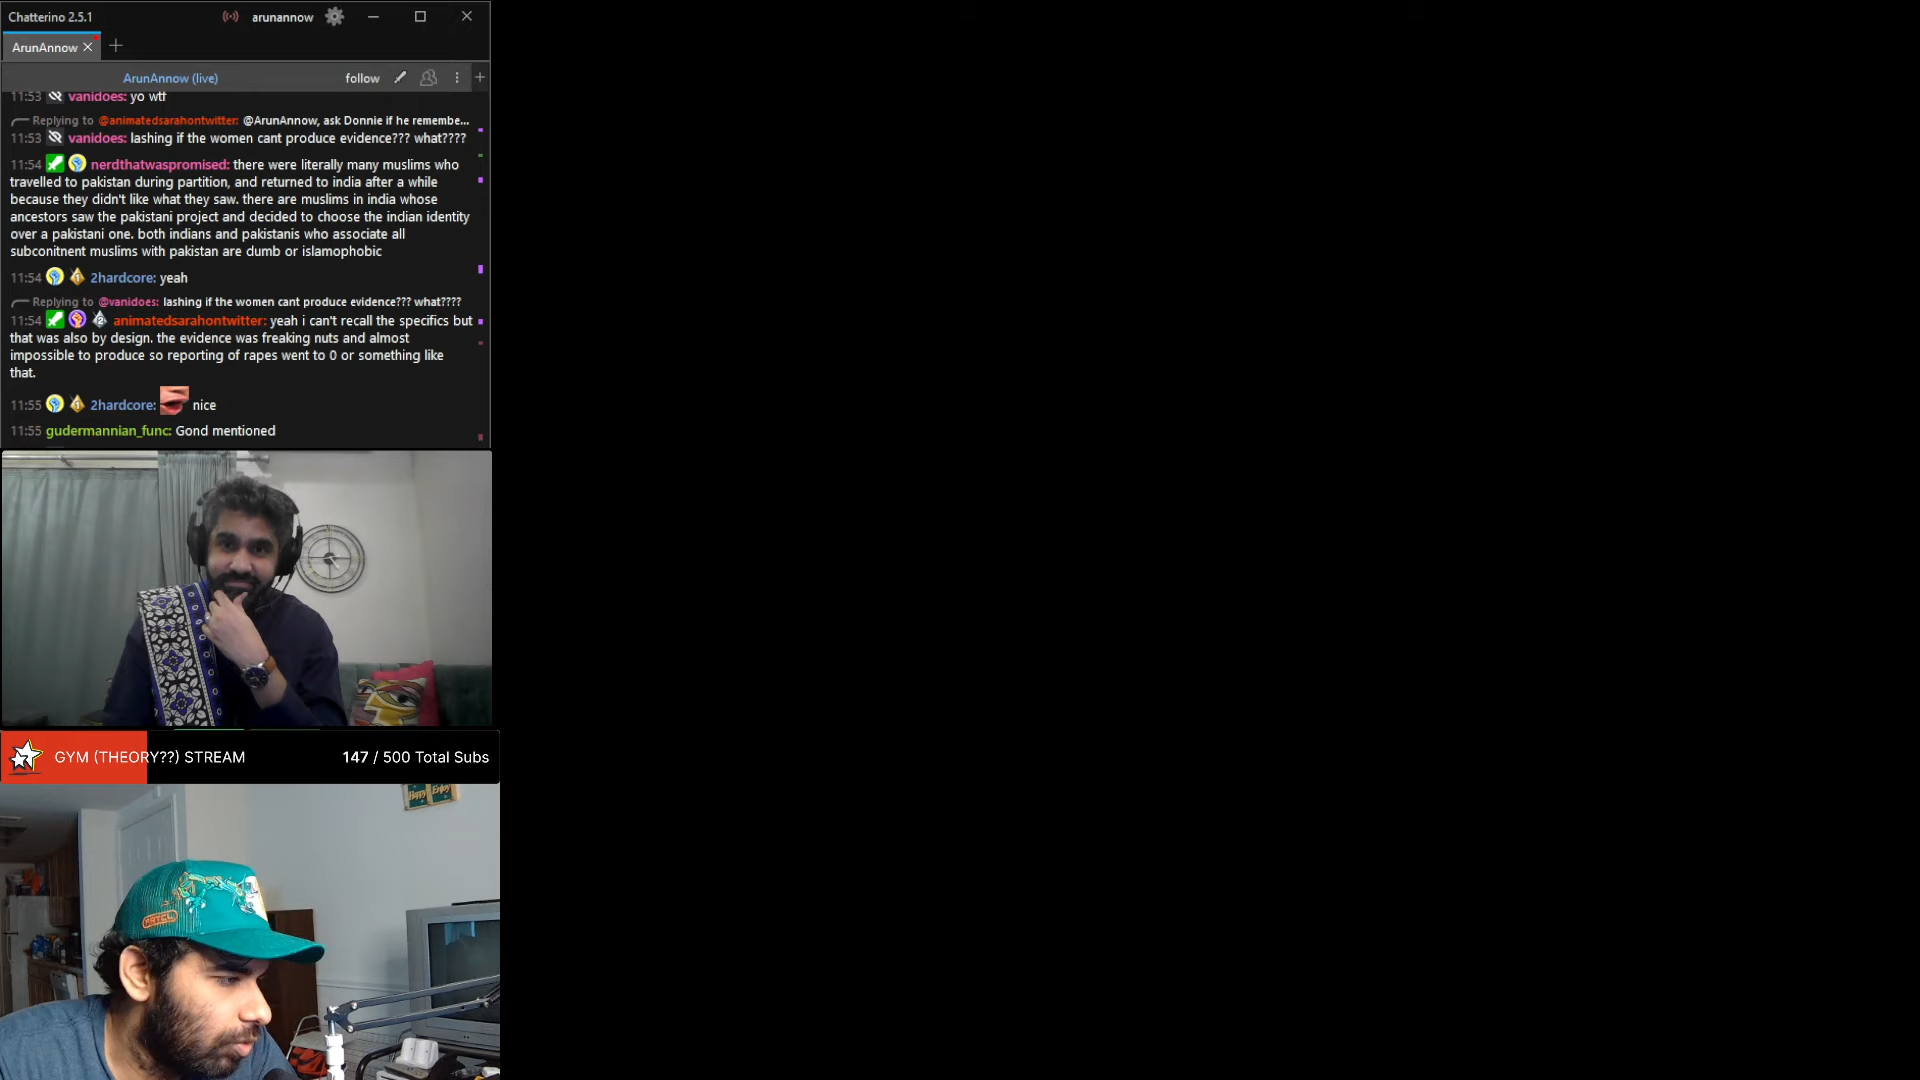 Chatterino 2.5.1
arunannow
ArunAnnow
ArunAnnow (live)
follow
11:53 vanidoes: yo wtf
Replying to @animatedsarahontwitter: @ArunAnnow, ask Donnie if he remembe...
11:53 vanidoes: lashing if the women cant produce evidence??? what????
11:54 nerdthatwaspromised: there were literally many muslims who
travelled to pakistan during partition, and returned to india after a while
because they didn't like what they saw. there are muslims in india whose
ancestors saw the pakistani project and decided to choose the indian identity
over a pakistani one. both indians and pakistanis who associate all
subconitnent muslims with pakistan are dumb or islamophobic
11:54 2hardcore: yeah
Replying to @vanidoes: lashing if the women cant produce evidence??? what????
11:54 animatedsarahontwitter: yeah i can't recall the specifics but
that was also by design. the evidence was freaking nuts and almost
impossible to produce so reporting of rapes went to 0 or something like
that.
11:55 2hardcore: nice
11:55 gudermannian_func: Gond mentioned
GYM (THEORY??) STREAM
147 / 500 Total Subs
Enjoy